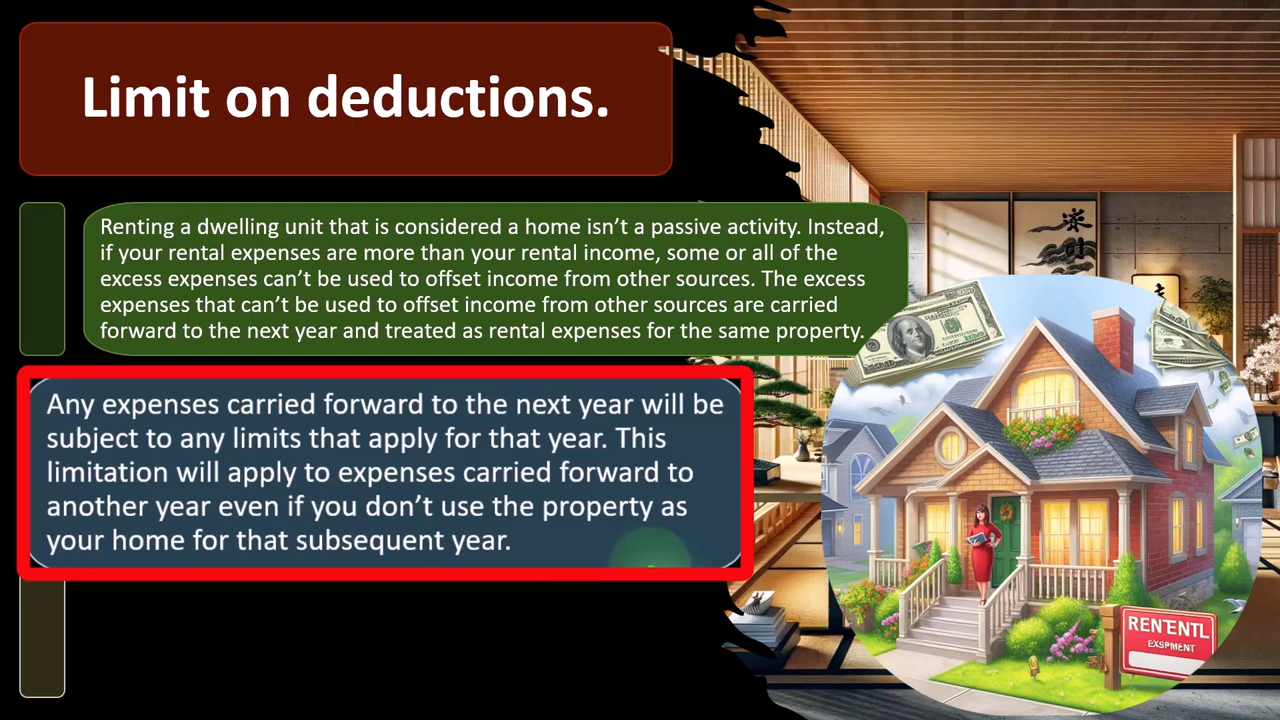 Limit on deductions.
Renting a dwelling unit that is considered a home isn't a passive activity. Instead,
if your rental expenses are more than your rental income, some or all of the
excess expenses can't be used to offset income from other sources. The excess
expenses that can't be used to offset income from other sources are carried
forward to the next year and treated as rental expenses for the same property.
Any expenses carried forward to the next year will be
subject to any limits that apply for that year. This
limitation will apply to expenses carried forward to
another year even if you don't use the property as
your home for that subsequent year.
RENTENTL
EXSPMENT